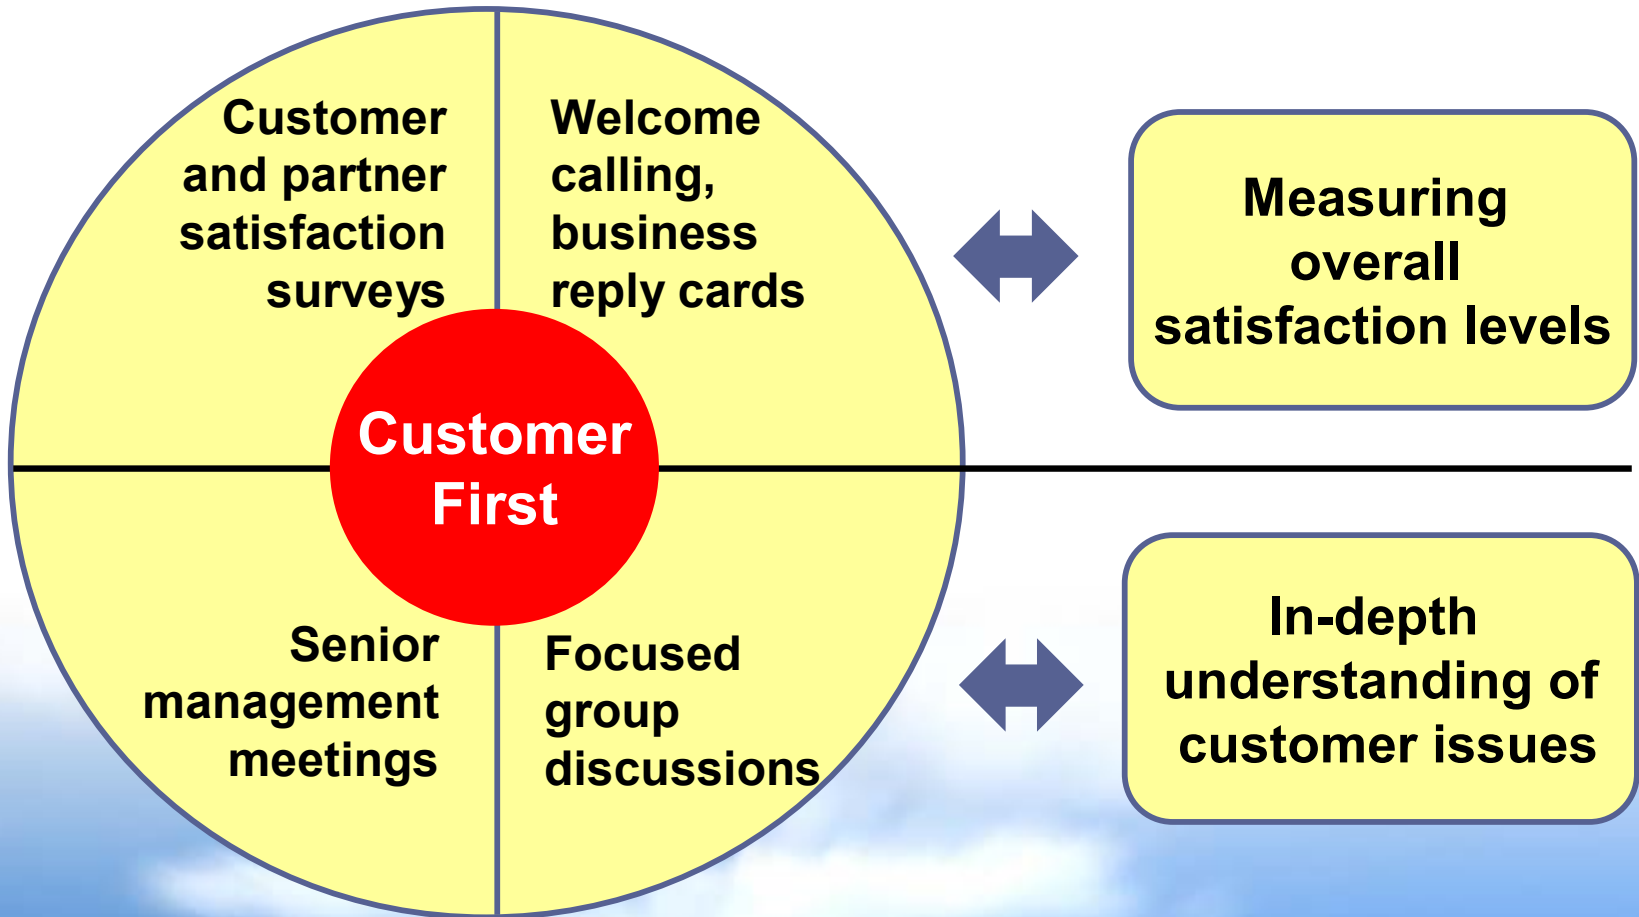 Customer
and partner
satisfaction
surveys
Welcome
calling,
business
reply cards
Measuring
overall
satisfaction levels
Customer
First
Senior
management
meetings
Focused
group
discussions
In-depth
understanding of
customer issues